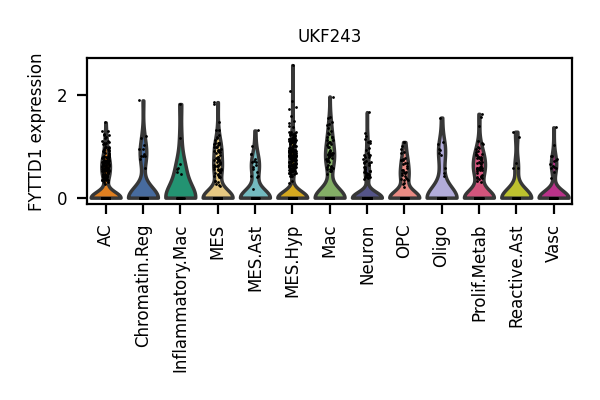 UKF243
FYTTD1 expression
2
0
AC
Chromatin.Reg
Inflammatory.Mac
MES
MES.Ast
MES.Hyp
Mac
Neuron
OPC
Oligo
Prolif.Metab
Reactive.Ast
Vasc